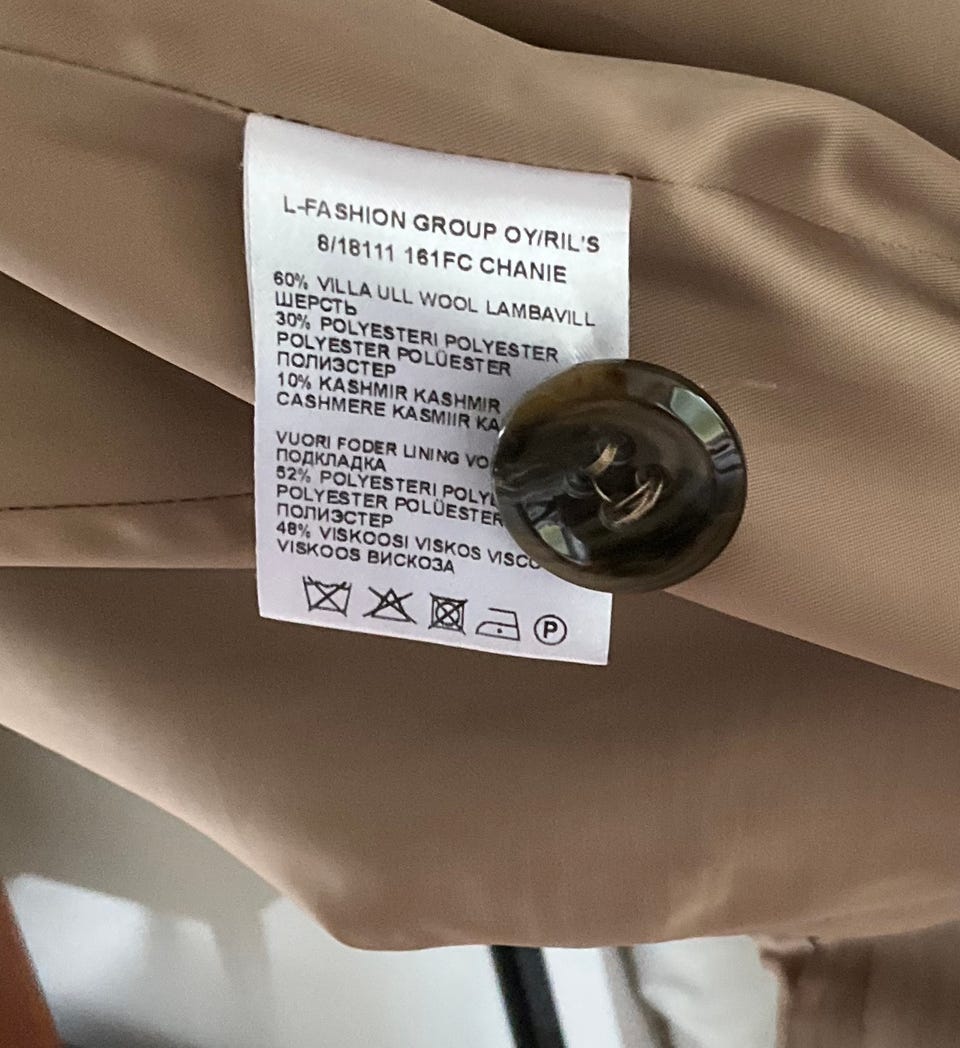 L-FASHION GROUP OY/RIL'S
8/18111 161FC CHANIE
60% VILLA ULL WOOL LAMBAVILL
ШЕРСТЬ
30% POLYESTERI POLYESTER
POLYESTER POLÜESTER
ПОЛИЭСТЕР
10% KASHMIR KASHMIR
CASHMERE KASMIIR
VUORI FODER LINING
ПОДКЛАДКА
52% POLYESTERI
POLYESTER POLÜESTER
ПОЛИЭСТЕР
48% VISKOOSI VISKOS
VISKOOS ВИСКОЗА
P